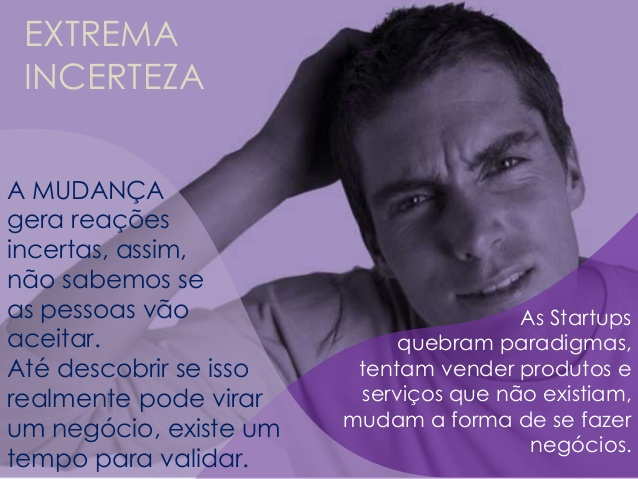 EXTREMA
INCERTEZA
A MUDANÇA
gera reações
incertas, assim,
não sabemos se
as pessoas vão
aceitar.
Até descobrir se isso
realmente pode virar
um negócio, existe um
tempo para validar.
As Startups
quebram paradigmas,
tentam vender produtos e
serviços que não existiam,
mudam a forma de se fazer
negócios.